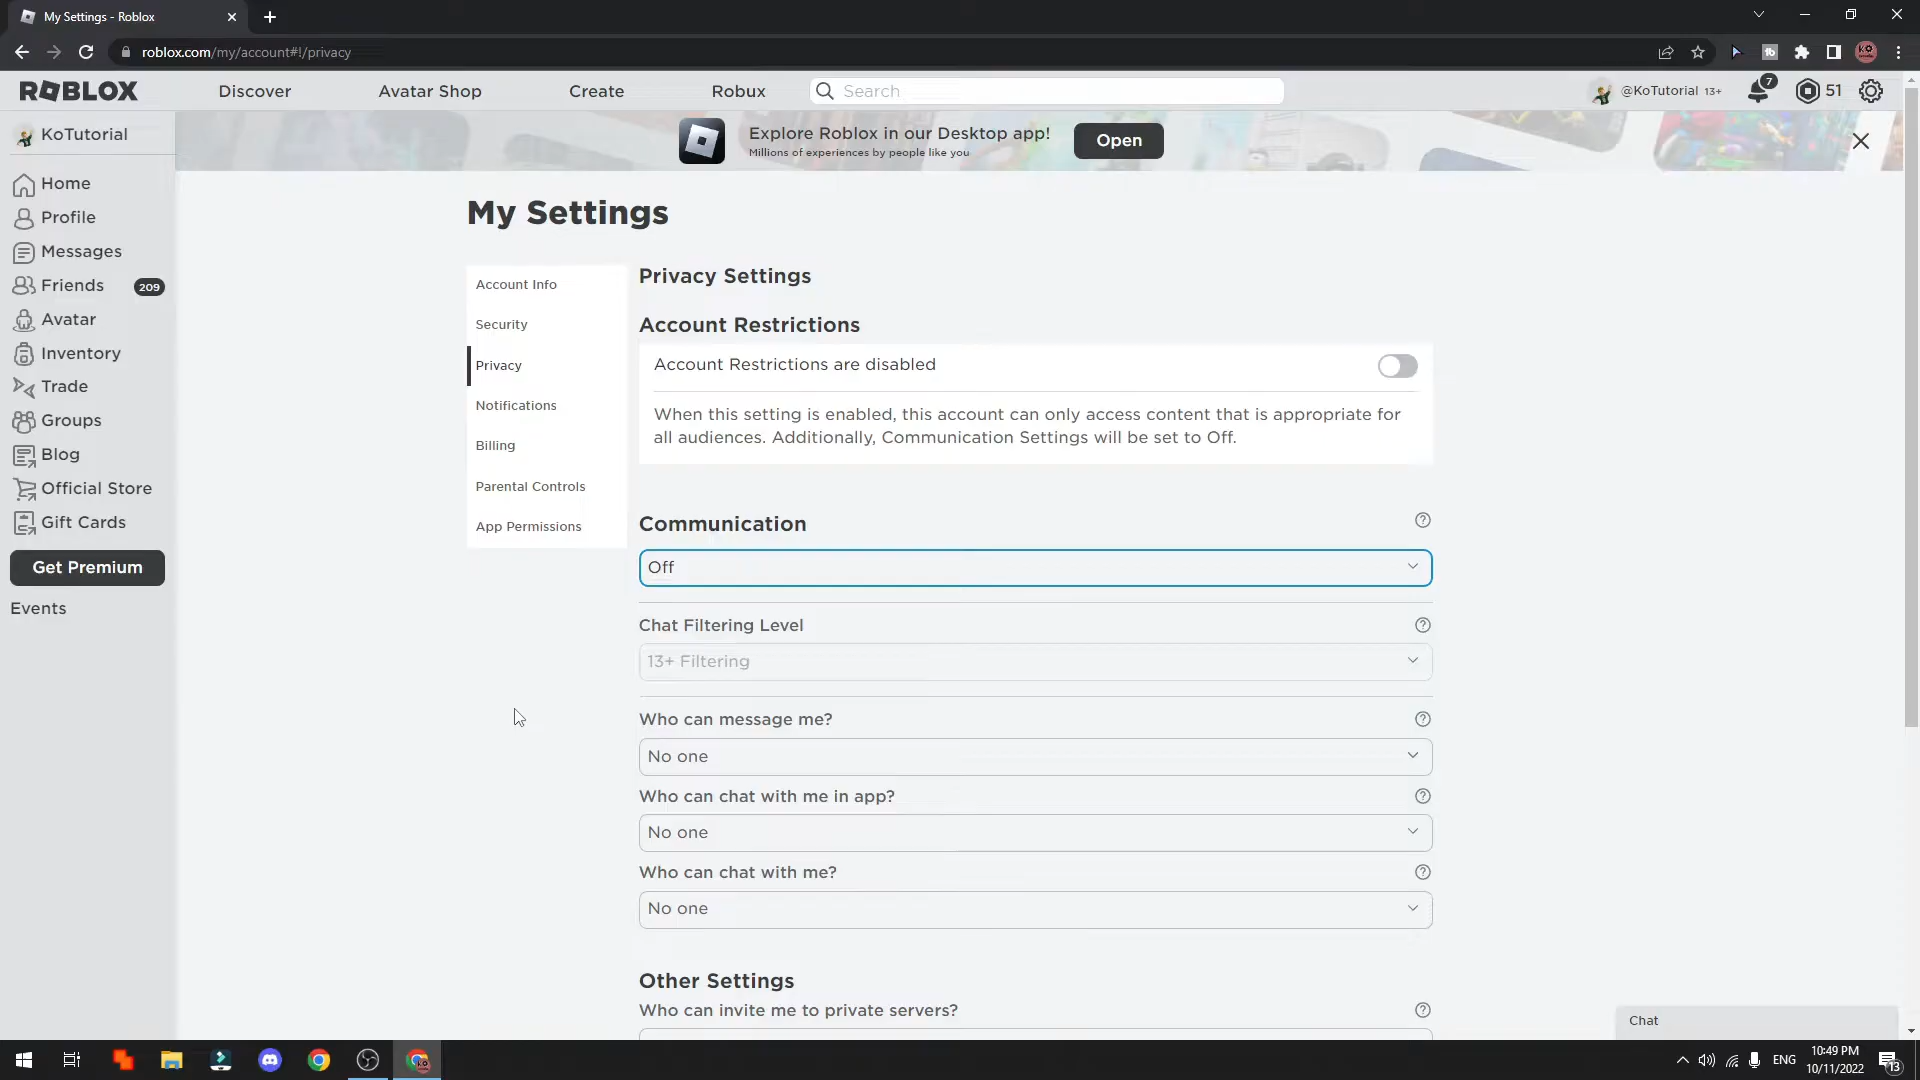 My Settings - Roblox
roblox.com/my/account#!/privacy
ROBLOX
Discover
Avatar Shop
Create
Robux
Search
@KoTutorial 13+
7
51
KoTutorial
Explore Roblox in our Desktop app!
Millions of experiences by people like you
Open
Home
Profile
Messages
Friends
209
Avatar
Inventory
Trade
Groups
Blog
Official Store
Gift Cards
Get Premium
Events
My Settings
Account Info
Security
Privacy
Notifications
Billing
Parental Controls
App Permissions
Privacy Settings
Account Restrictions
Account Restrictions are disabled
When this setting is enabled, this account can only access content that is appropriate for
all audiences. Additionally, Communication Settings will be set to Off.
Communication
Off
Chat Filtering Level
13+ Filtering
Who can message me?
No one
Who can chat with me in app?
No one
Who can chat with me?
No one
Other Settings
Who can invite me to private servers?
Chat
ENG
10:49 PM
10/11/2022
13